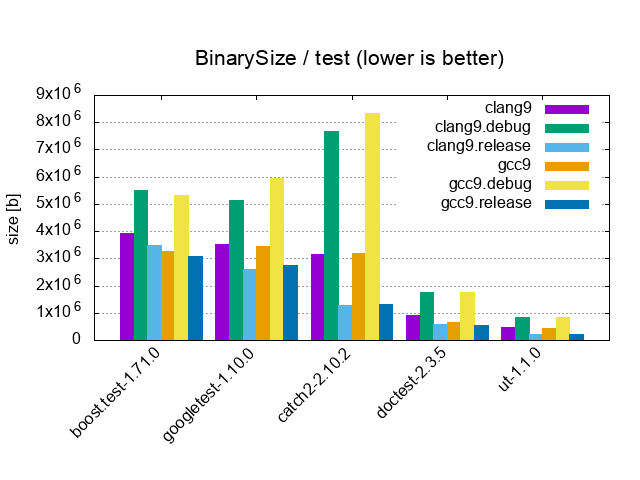 BinarySize / test (lower is better)
9x10^6
8x10^6
7x10^6
6x10^6
5x10^6
4x10^6
3x10^6
2x10^6
1x10^6
0
size [b]
clang9
clang9.debug
clang9.release
gcc9
gcc9.debug
gcc9.release
boost.test-1.71.0
googletest-1.10.0
catch2-2.10.2
doctest-2.3.5
ut-1.1.0